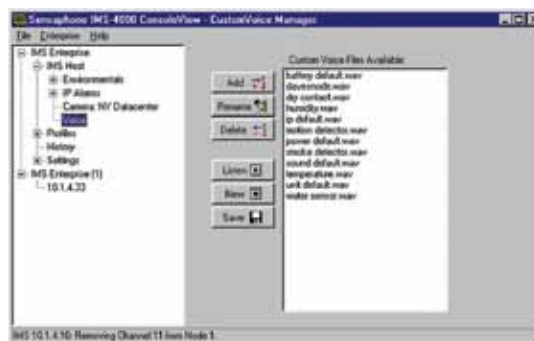 Sensaphone IMS-4000 ConsoleView - CustomVoice Manager
File Enterprise Help
IMS Enterprise
IMS Host
Environmentals
IP Alarms
Camera: NY Datacenter
Voice
Profiles
History
Settings
IMS Enterprise (1)
10.1.4.33
Add
Rename
Delete
Listen
New
Save
Custom Voice Files Available:
battery default.wav
davesnode.wav
dry contact.wav
humidity.wav
ip default.wav
motion detector.wav
power default.wav
smoke detector.wav
sound default.wav
temperature.wav
unit default.wav
water sensor.wav
IMS 10.1.4.16: Removing Channel 11 from Node 1.